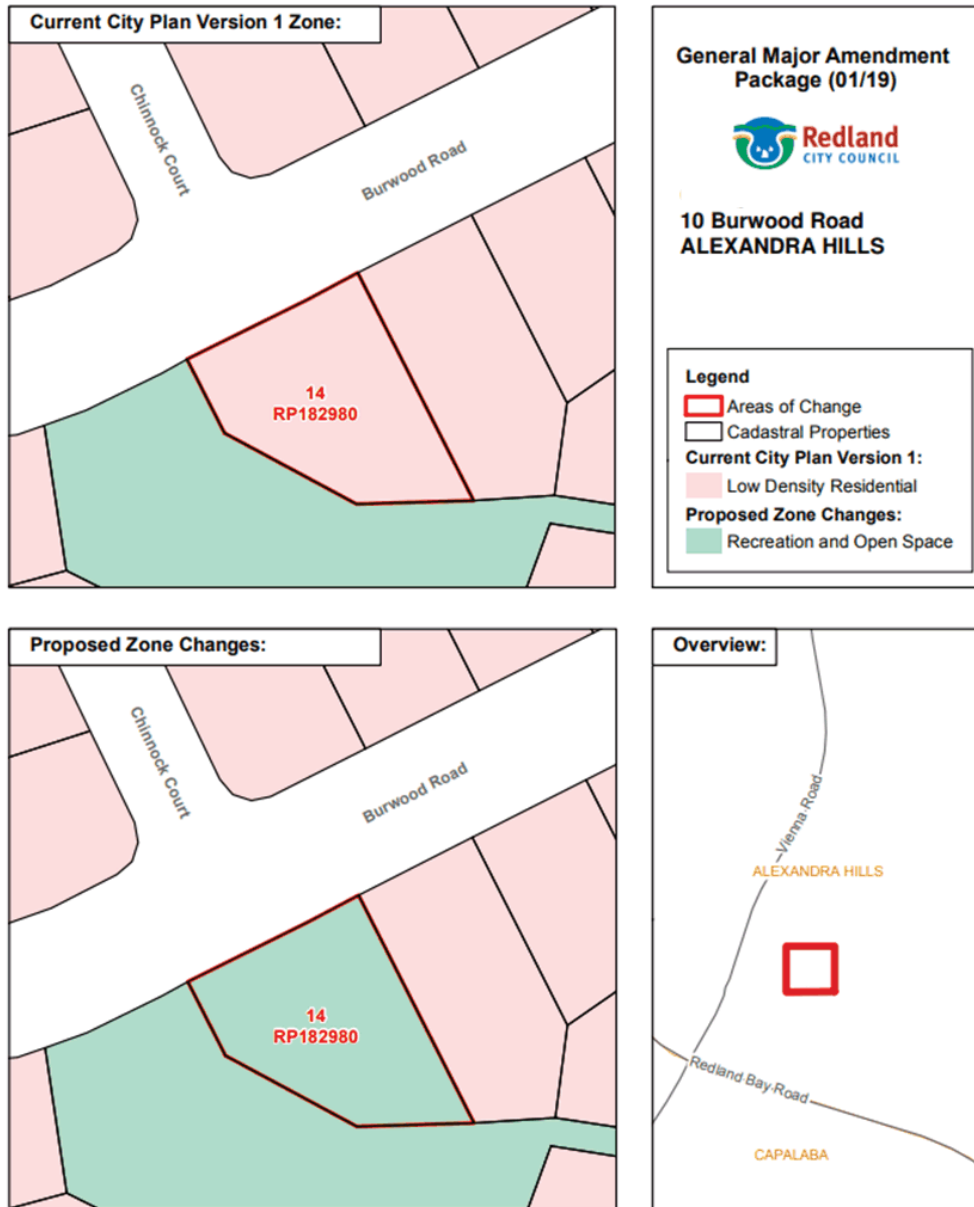 Current City Plan Version 1 Zone:
Chinnock Court
Burwood Road
14
RP182980
General Major Amendment
Package (01/19)
Redland
CITY COUNCIL
10 Burwood Road
ALEXANDRA HILLS
Legend
Areas of Change
Cadastral Properties
Current City Plan Version 1:
Low Density Residential
Proposed Zone Changes:
Recreation and Open Space
Proposed Zone Changes:
Chinnock Court
Burwood Road
14
RP182980
Overview:
Vienna Road
ALEXANDRA HILLS
Redland Bay Road
CAPALABA